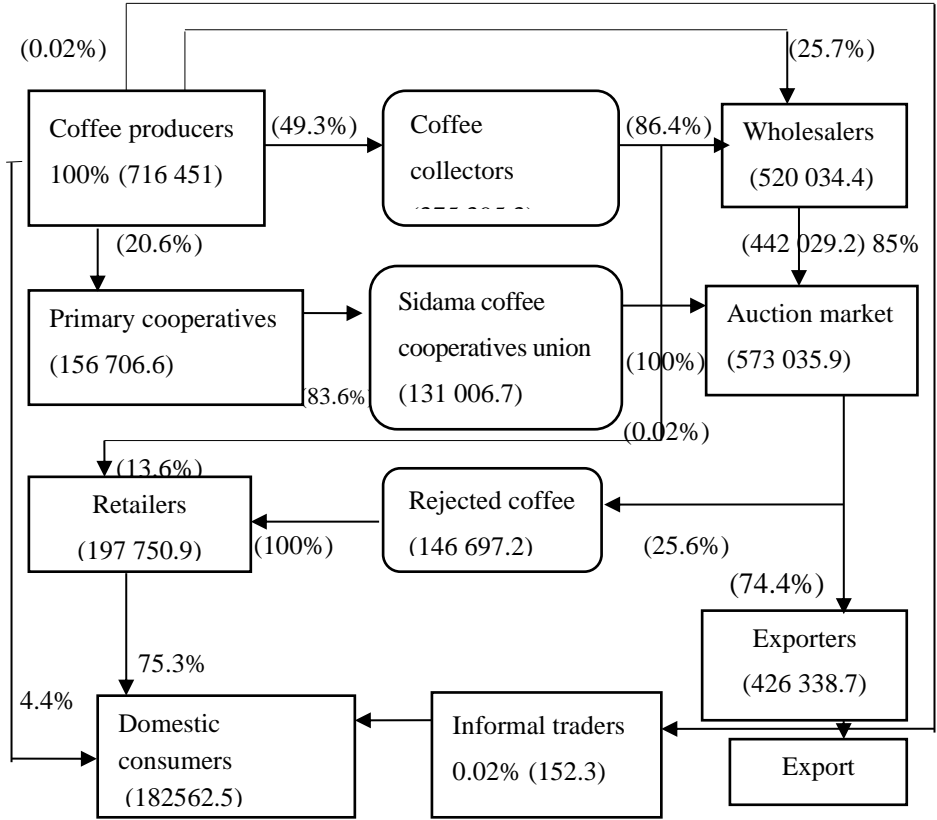 (0.02%)
(25.7%)
Coffee producers
100% (716 451)
(49.3%)
Coffee
collectors
(86.4%)
Wholesalers
(520 034.4)
(20.6%)
(442 029.2) 85%
Primary cooperatives
(156 706.6)
(83.6%)
Sidama coffee
cooperatives union
(131 006.7)
(100%)
Auction market
(573 035.9)
(0.02%)
(13.6%)
Retailers
(197 750.9)
(100%)
Rejected coffee
(146 697.2)
(25.6%)
(74.4%)
Exporters
(426 338.7)
75.3%
4.4%
Domestic
consumers
(182562.5)
Informal traders
0.02% (152.3)
Export